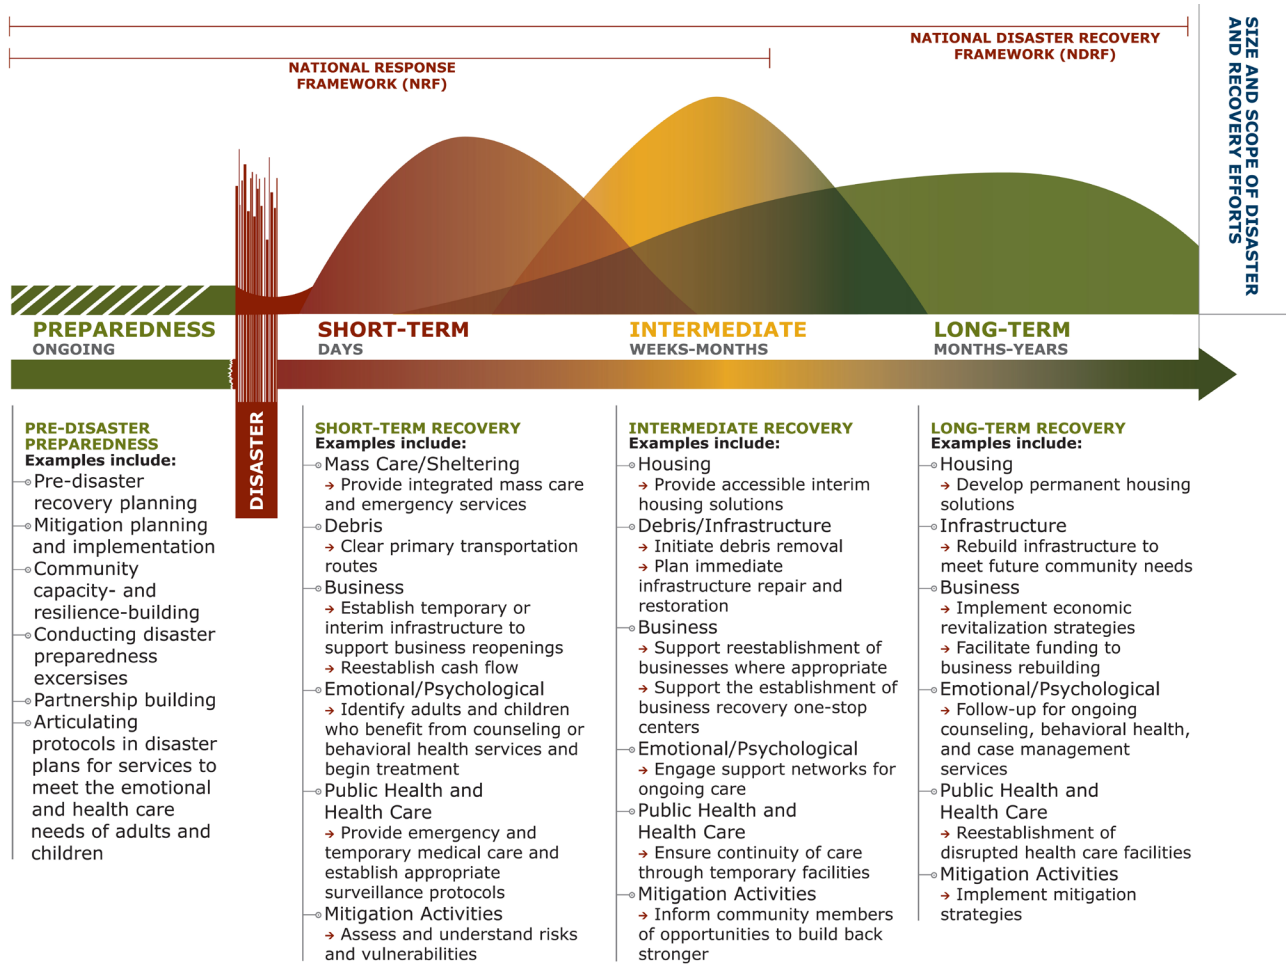 NATIONAL DISASTER RECOVERY
FRAMEWORK (NDRF)
NATIONAL RESPONSE
FRAMEWORK (NRF)
SIZE AND SCOPE OF DISASTER
AND RECOVERY EFFORTS
PREPAREDNESS
ONGOING
SHORT-TERM
DAYS
INTERMEDIATE
WEEKS-MONTHS
LONG-TERM
MONTHS-YEARS
DISASTER
PRE-DISASTER
PREPAREDNESS
Examples include:
Pre-disaster
recovery planning
Mitigation planning
and implementation
Community
capacity- and
resilience-building
Conducting disaster
preparedness
excersises
Partnership building
Articulating
protocols in disaster
plans for services to
meet the emotional
and health care
needs of adults and
children
SHORT-TERM RECOVERY
Examples include:
Mass Care/Sheltering
→ Provide integrated mass care
and emergency services
Debris
→ Clear primary transportation
routes
Business
→ Establish temporary or
interim infrastructure to
support business reopenings
→ Reestablish cash flow
Emotional/Psychological
→ Identify adults and children
who benefit from counseling or
behavioral health services and
begin treatment
Public Health and
Health Care
→ Provide emergency and
temporary medical care and
establish appropriate
surveillance protocols
Mitigation Activities
→ Assess and understand risks
and vulnerabilities
INTERMEDIATE RECOVERY
Examples include:
Housing
→ Provide accessible interim
housing solutions
Debris/Infrastructure
→ Initiate debris removal
→ Plan immediate
infrastructure repair and
restoration
Business
→ Support reestablishment of
businesses where appropriate
→ Support the establishment of
business recovery one-stop
centers
Emotional/Psychological
→ Engage support networks for
ongoing care
Public Health and
Health Care
→ Ensure continuity of care
through temporary facilities
Mitigation Activities
→ Inform community members
of opportunities to build back
stronger
LONG-TERM RECOVERY
Examples include:
Housing
→ Develop permanent housing
solutions
Infrastructure
→ Rebuild infrastructure to
meet future community needs
Business
→ Implement economic
revitalization strategies
→ Facilitate funding to
business rebuilding
Emotional/Psychological
→ Follow-up for ongoing
counseling, behavioral health,
and case management
services
Public Health and
Health Care
→ Reestablishment of
disrupted health care facilities
Mitigation Activities
→ Implement mitigation
strategies